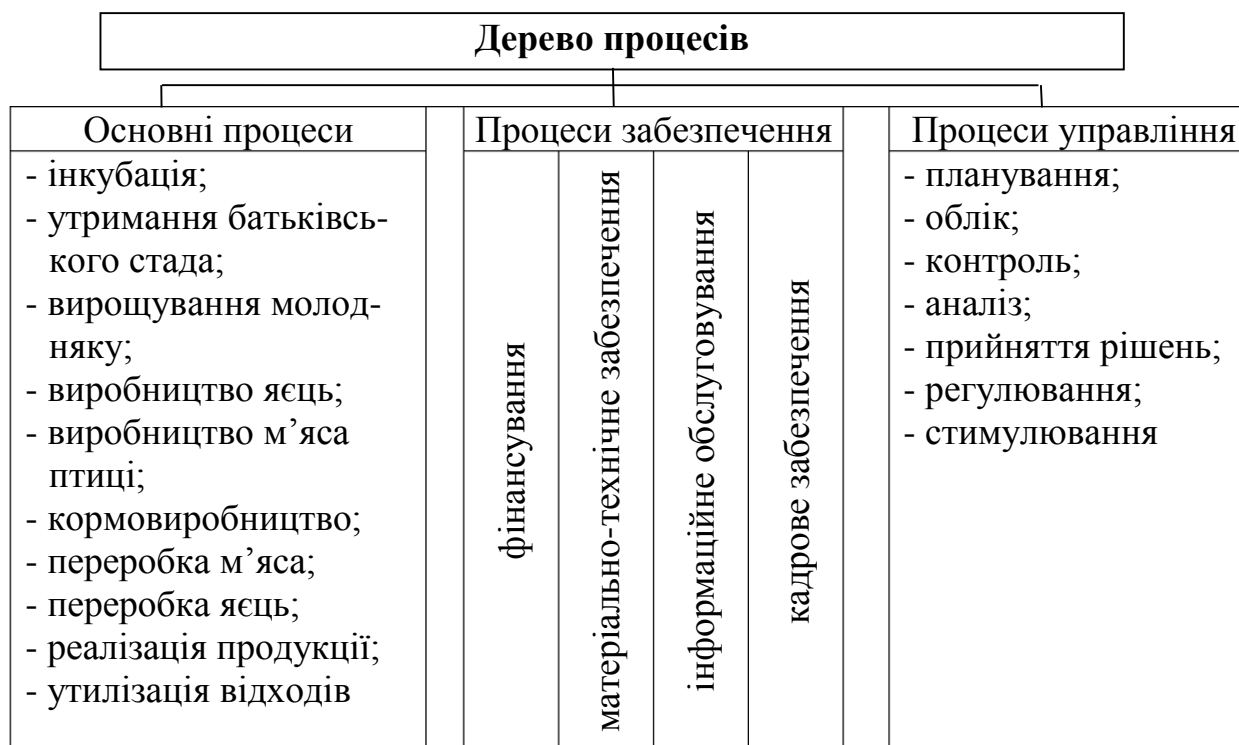 Дерево процесів
Основні процеси
- інкубація;
- утримання батьківсь-
кого стада;
- вирощування молод-
няку;
- виробництво яєць;
- виробництво м’яса
птиці;
- кормовиробництво;
- переробка м’яса;
- переробка яєць;
- реалізація продукції;
- утилізація відходів
Процеси забезпечення
фінансування
матеріально-технічне забезпечення
інформаційне обслуговування
кадрове забезпечення
Процеси управління
- планування;
- облік;
- контроль;
- аналіз;
- прийняття рішень;
- регулювання;
- стимулювання